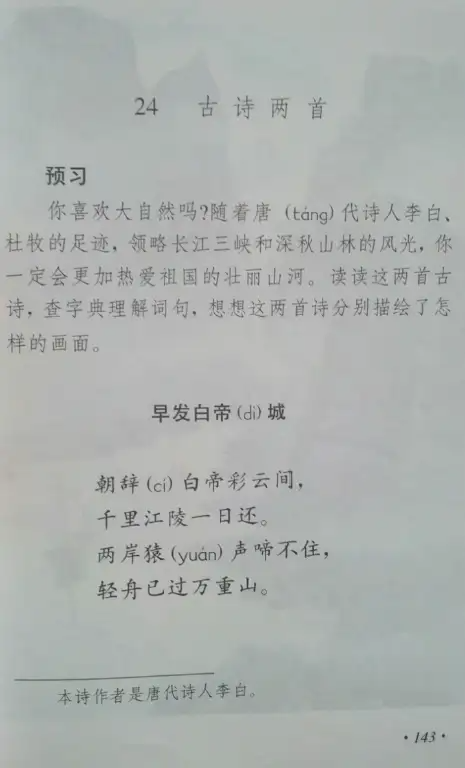 24 古诗两首
预习
你喜欢大自然吗?随着唐(táng)代诗人李白、
杜牧的足迹,领略长江三峡和深秋山林的风光,你
一定会更加热爱祖国的壮丽山河。读读这两首古
诗,查字典理解词句,想想这两首诗分别描绘了怎
样的画面。
早发白帝(dì)城
朝辞(cí)白帝彩云间,
千里江陵一日还。
两岸猿(yuán)声啼不住,
轻舟已过万重山。
本诗作者是唐代诗人李白。
·143·